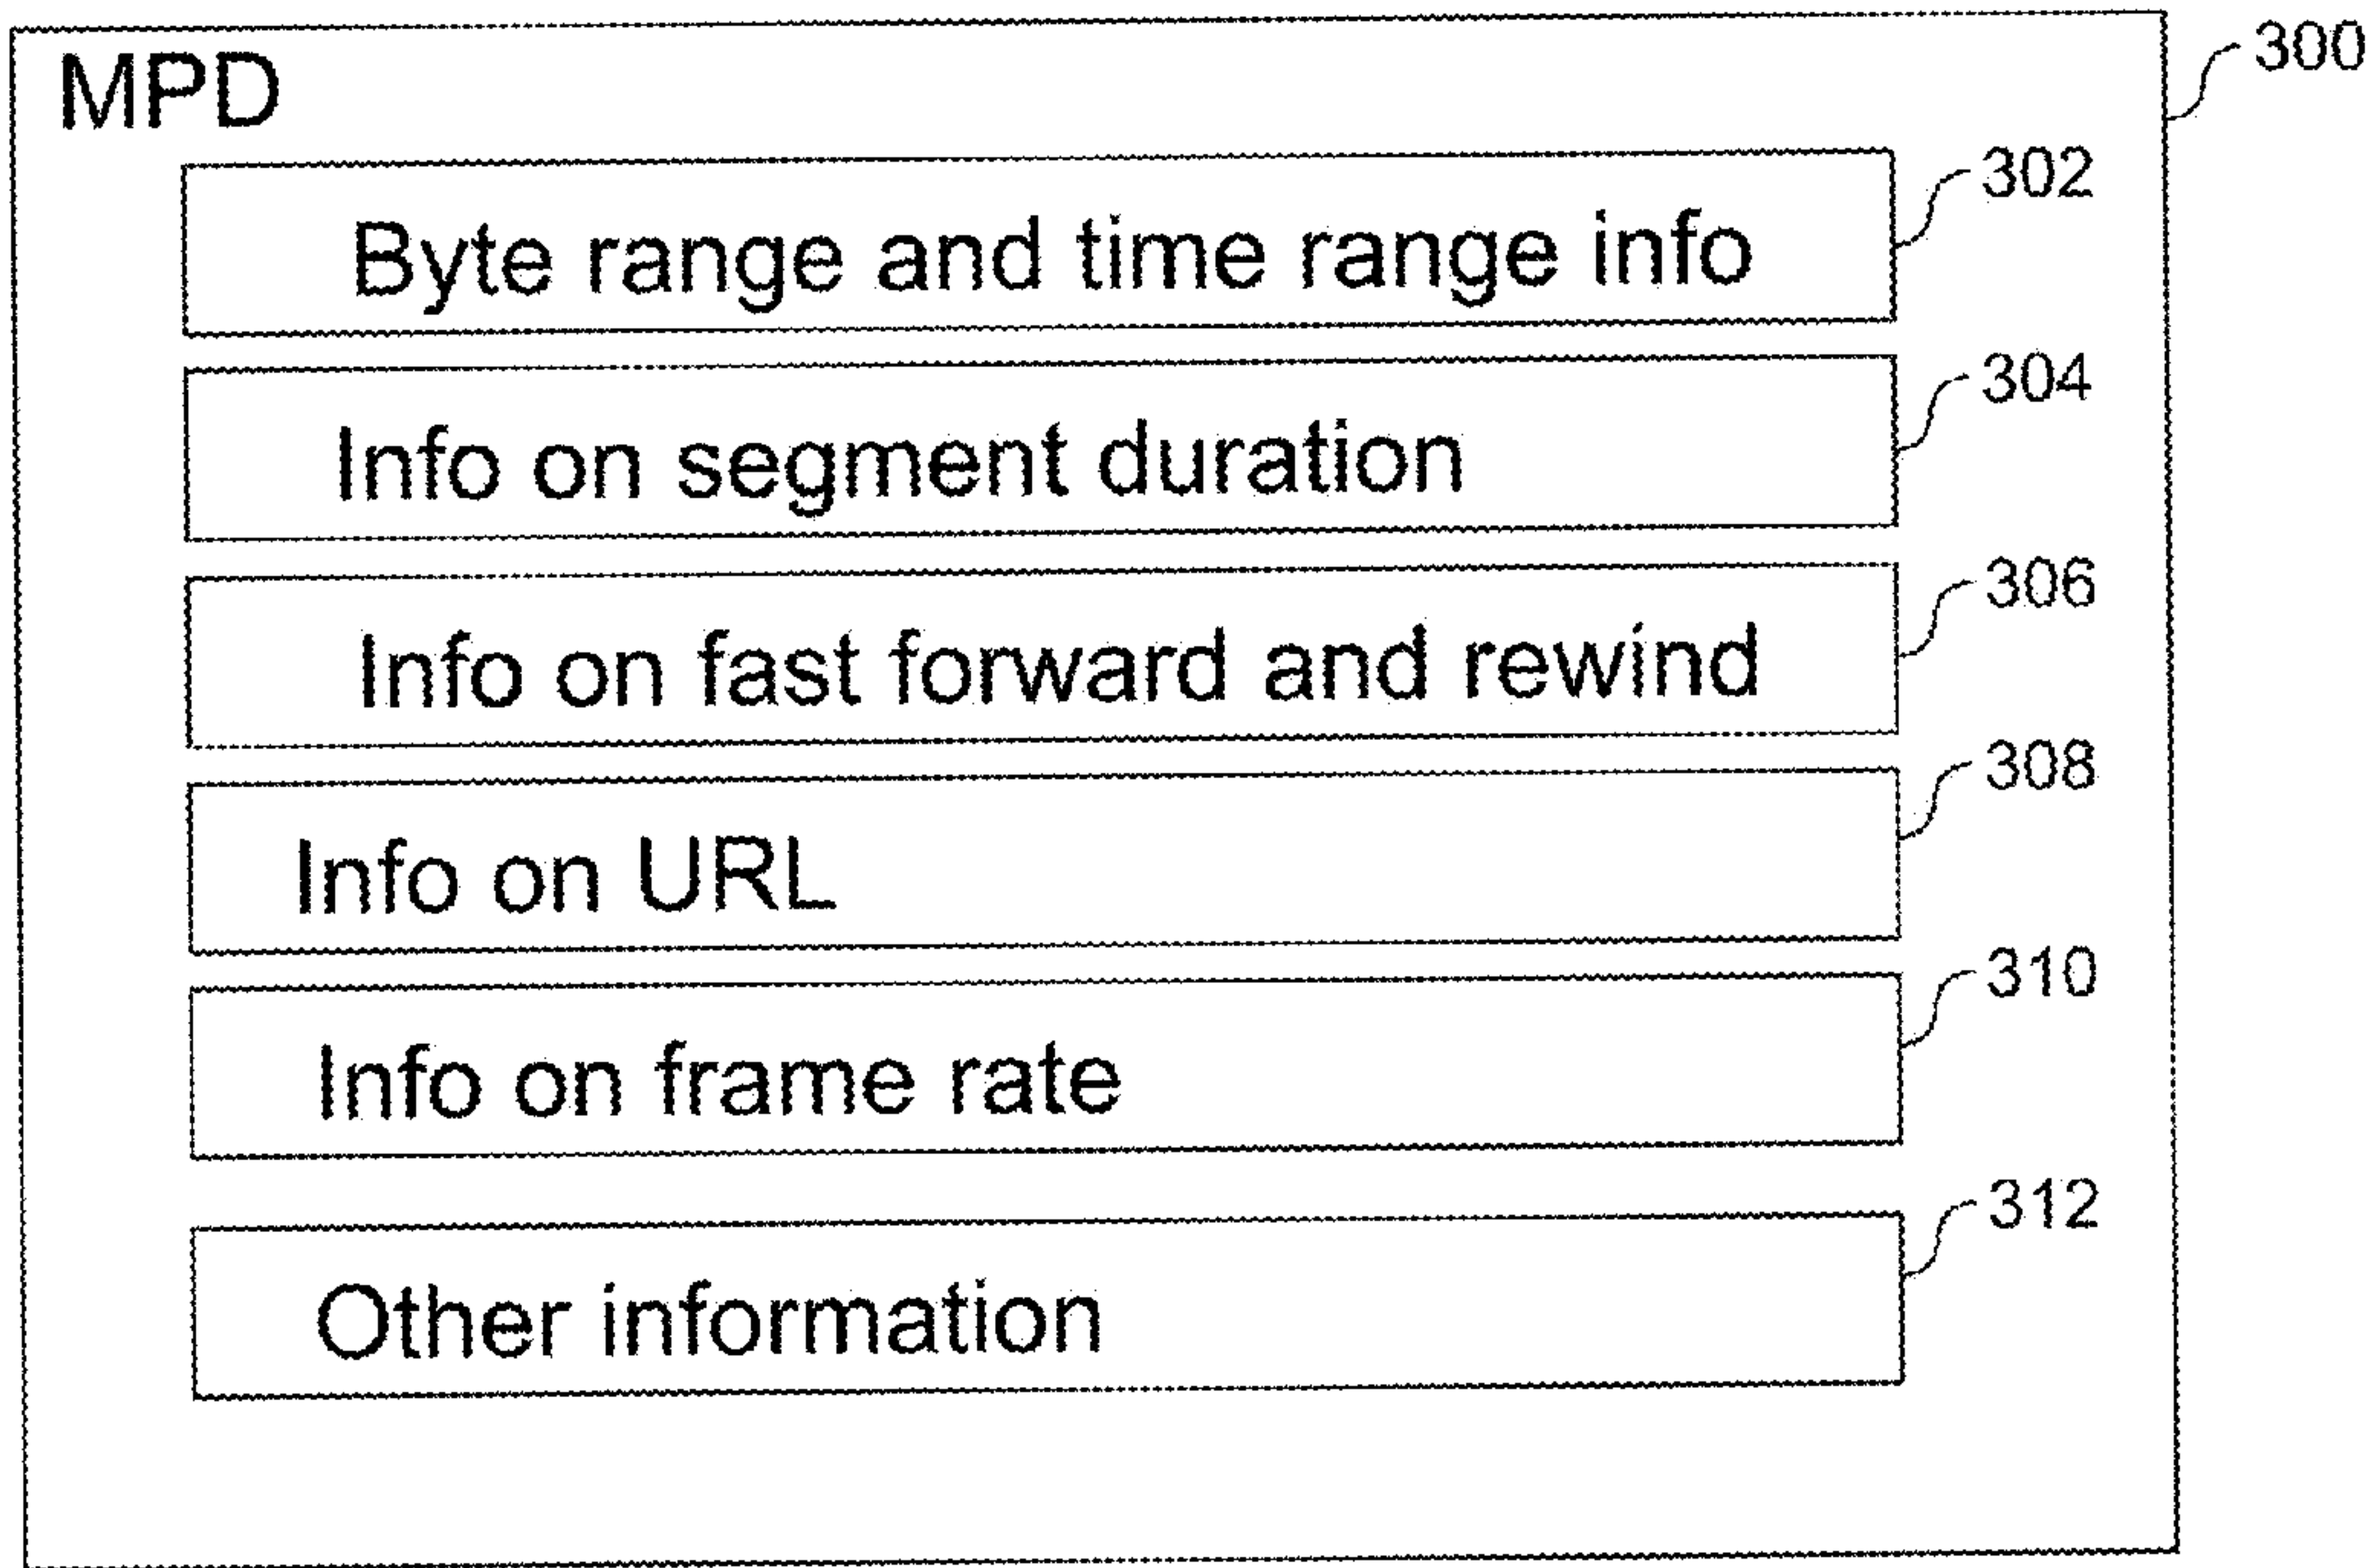 MPD
300
Byte range and time range info
302
Info on segment duration
304
Info on fast forward and rewind
306
Info on URL
308
Info on frame rate
310
Other information
312